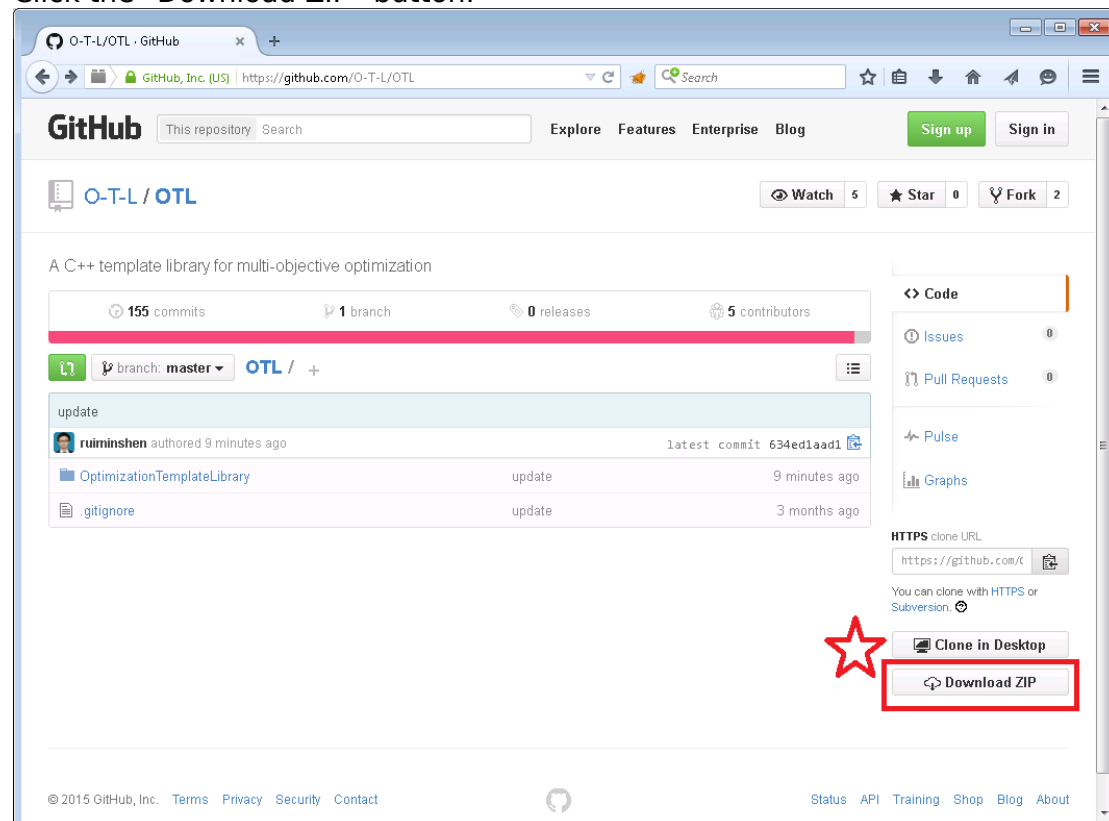 Click the "Download ZIP" button.
O-T-L/OTL · GitHub × +
GitHub, Inc. (US) https://github.com/O-T-L/OTL Search
GitHub This repository Search Explore Features Enterprise Blog Sign up Sign in
O-T-L / OTL Watch 5 Star 0 Fork 2
A C++ template library for multi-objective optimization
<> Code
155 commits 1 branch 0 releases 5 contributors
Issues 0
branch: master OTL / +
Pull Requests 0
update
ruiminshen authored 9 minutes ago latest commit 634ed1aad1
Pulse
OptimizationTemplateLibrary update 9 minutes ago
Graphs
.gitignore update 3 months ago
HTTPS clone URL
https://github.com/
You can clone with HTTPS or
Subversion.
Clone in Desktop
Download ZIP
© 2015 GitHub, Inc. Terms Privacy Security Contact Status API Training Shop Blog About